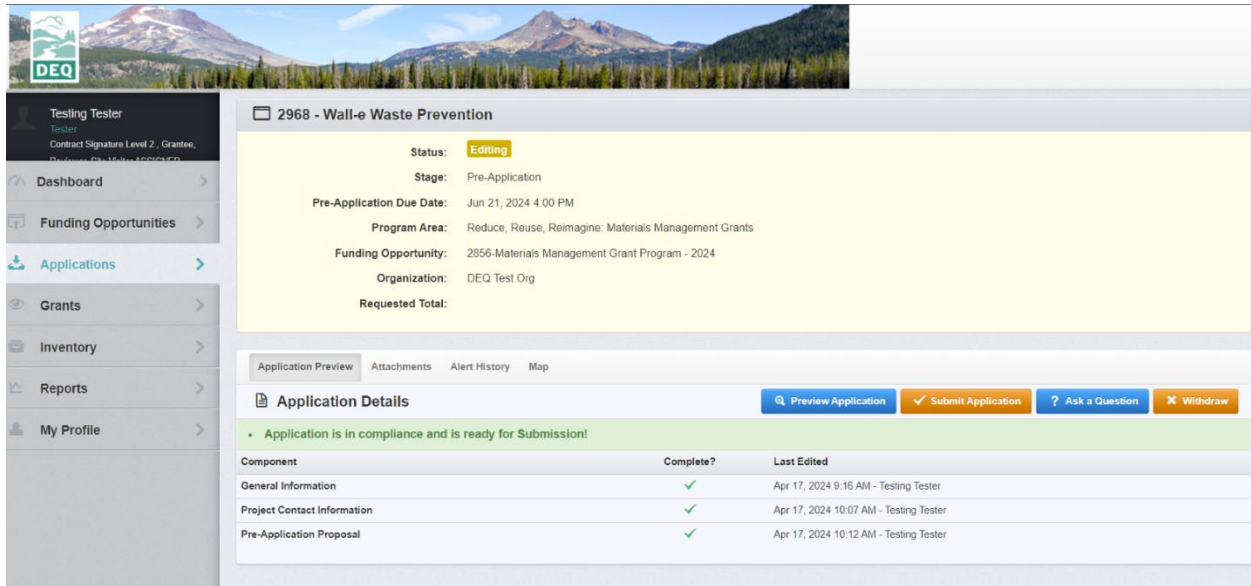 DEQ
Testing Tester
Tester
Contract Signature Level 2 , Grantee,
Dashboard
Funding Opportunities
Applications
Grants
Inventory
Reports
My Profile
2968 - Wall-e Waste Prevention
Status: Editing
Stage: Pre-Application
Pre-Application Due Date: Jun 21, 2024 4:00 PM
Program Area: Reduce, Reuse, Reimagine: Materials Management Grants
Funding Opportunity: 2856-Materials Management Grant Program - 2024
Organization: DEQ Test Org
Requested Total:
Application Preview Attachments Alert History Map
Application Details Preview Application Submit Application ? Ask a Question Withdraw
Application is in compliance and is ready for Submission!
Component Complete? Last Edited
General Information Apr 17, 2024 9:16 AM - Testing Tester
Project Contact Information Apr 17, 2024 10:07 AM - Testing Tester
Pre-Application Proposal Apr 17, 2024 10:12 AM - Testing Tester